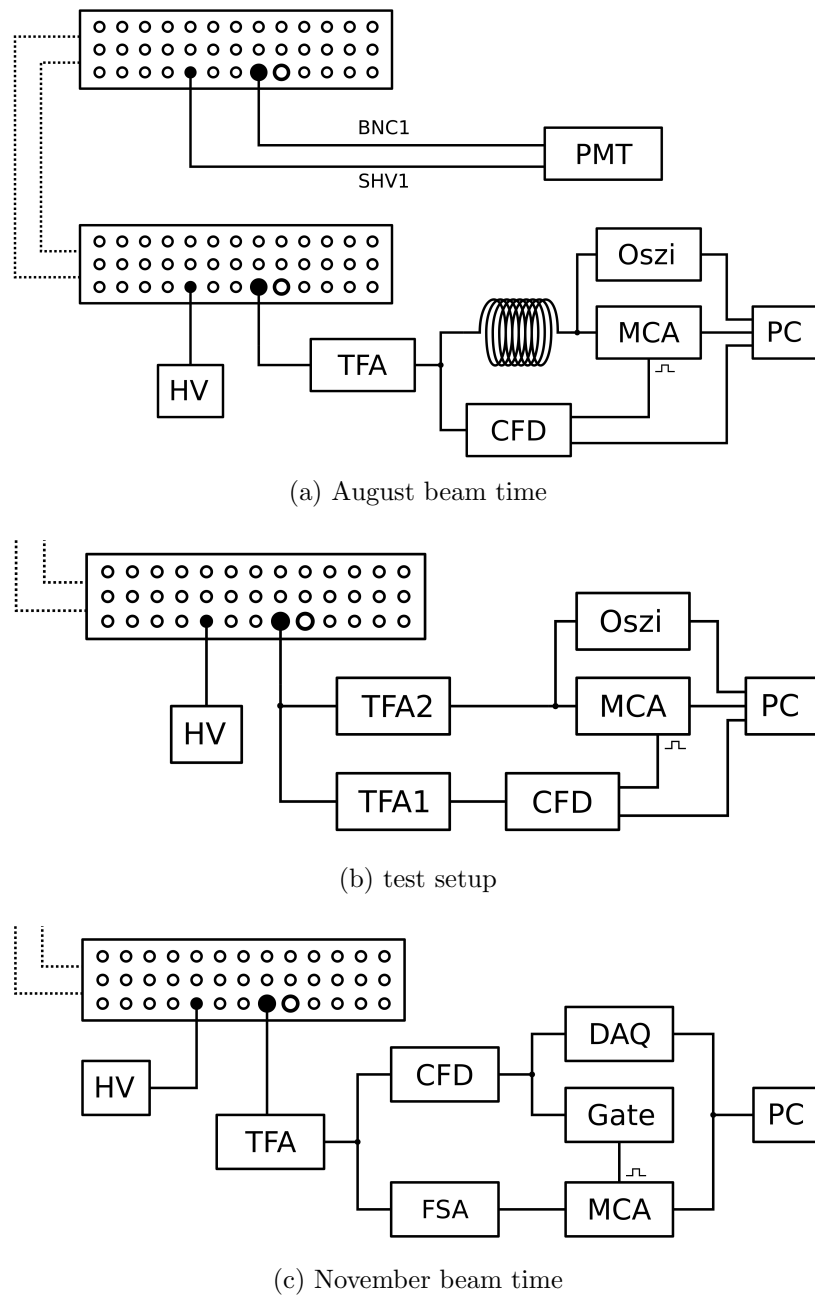 BNC1
PMT
SHV1
Oszi
MCA
PC
TFA
HV
CFD
(a) August beam time
Oszi
TFA2
MCA
PC
HV
TFA1
CFD
(b) test setup
DAQ
CFD
HV
Gate
PC
TFA
FSA
MCA
(c) November beam time